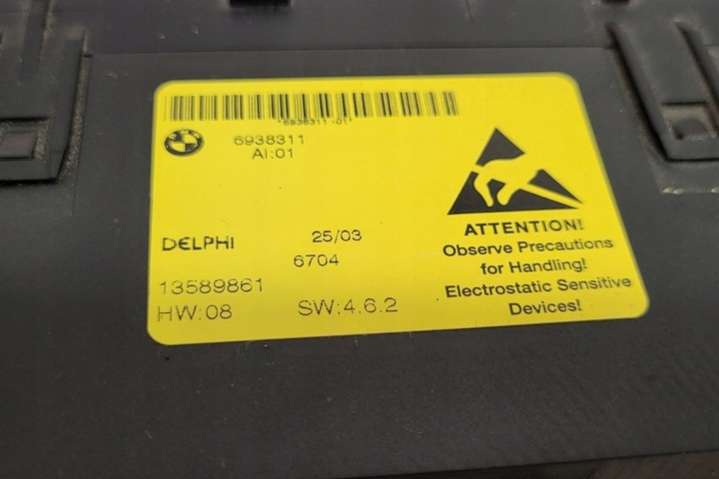 *6938311-01*
6938311
AI:01
DELPHI 25/03
6704
13589861
HW:08 SW:4.6.2
ATTENTION!
Observe Precautions
for Handling!
Electrostatic Sensitive
Devices!